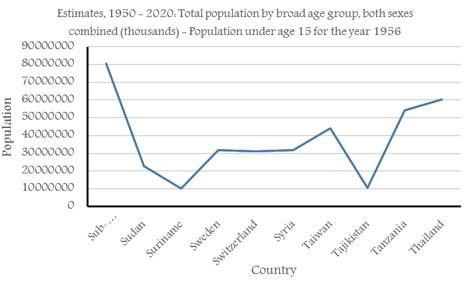 Estimates, 1950 - 2020: Total population by broad age group, both sexes
combined (thousands) - Population under age 15 for the year 1956
90000000
80000000
70000000
60000000
50000000
40000000
30000000
20000000
10000000
0
Population
Sub-...
Sudan
Suriname
Sweden
Switzerland
Syria
Taiwan
Tajikistan
Tanzania
Thailand
Country